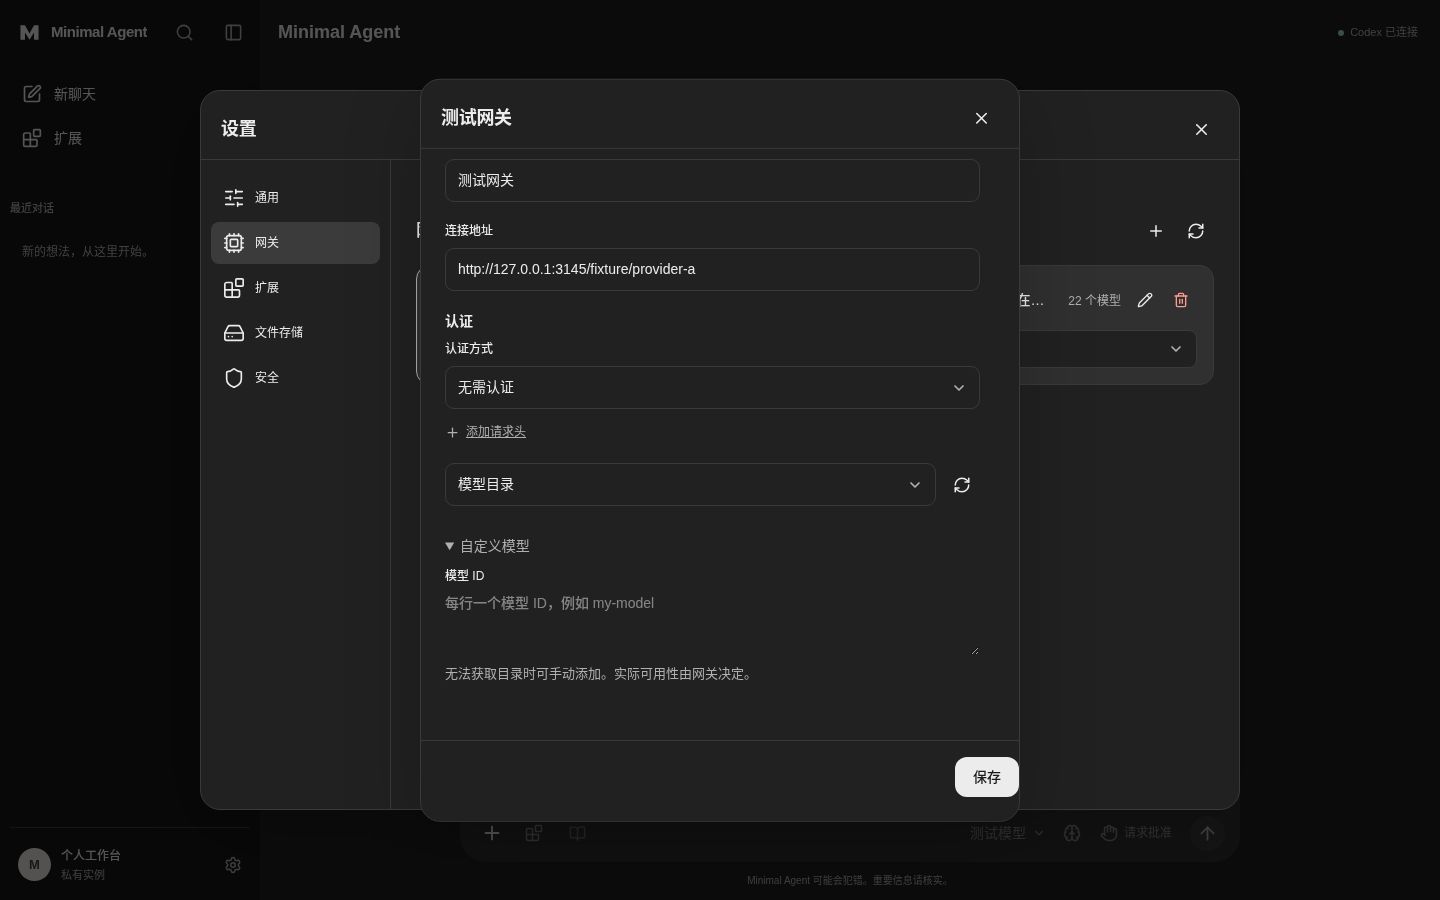 Minimal Agent
Minimal Agent
Codex 已连接
新聊天
扩展
最近对话
新的想法，从这里开始。
个人工作台
私有实例
M
设置
通用
网关
扩展
文件存储
安全
在…
22 个模型
测试网关
测试网关
连接地址
http://127.0.0.1:3145/fixture/provider-a
认证
认证方式
无需认证
添加请求头
模型目录
自定义模型
模型 ID
每行一个模型 ID，例如 my-model
无法获取目录时可手动添加。实际可用性由网关决定。
保存
测试模型
请求批准
Minimal Agent 可能会犯错。重要信息请核实。